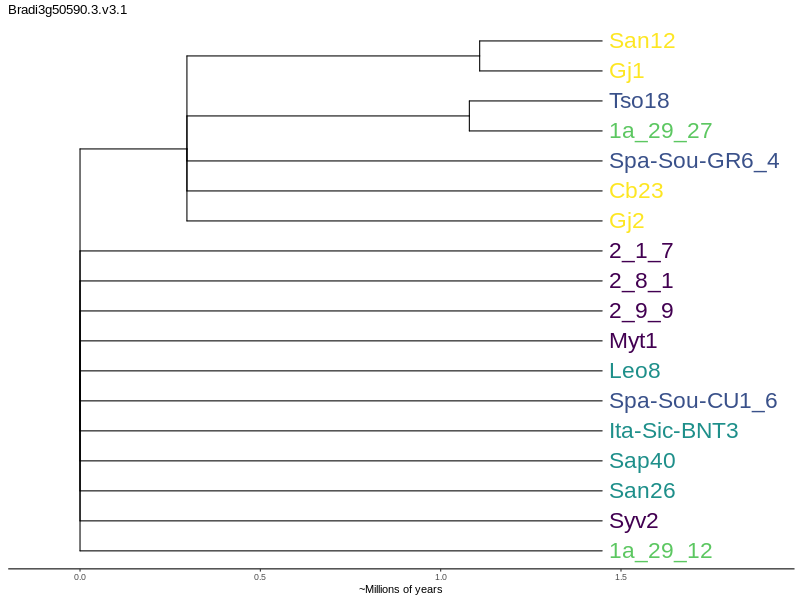 Bradi3g50590.3.v3.1
San12
Gj1
Tso18
1a_29_27
Spa-Sou-GR6_4
Cb23
Gj2
2_1_7
2_8_1
2_9_9
Myt1
Leo8
Spa-Sou-CU1_6
Ita-Sic-BNT3
Sap40
San26
Syv2
1a_29_12
0.0 0.5 1.0 1.5
~Millions of years